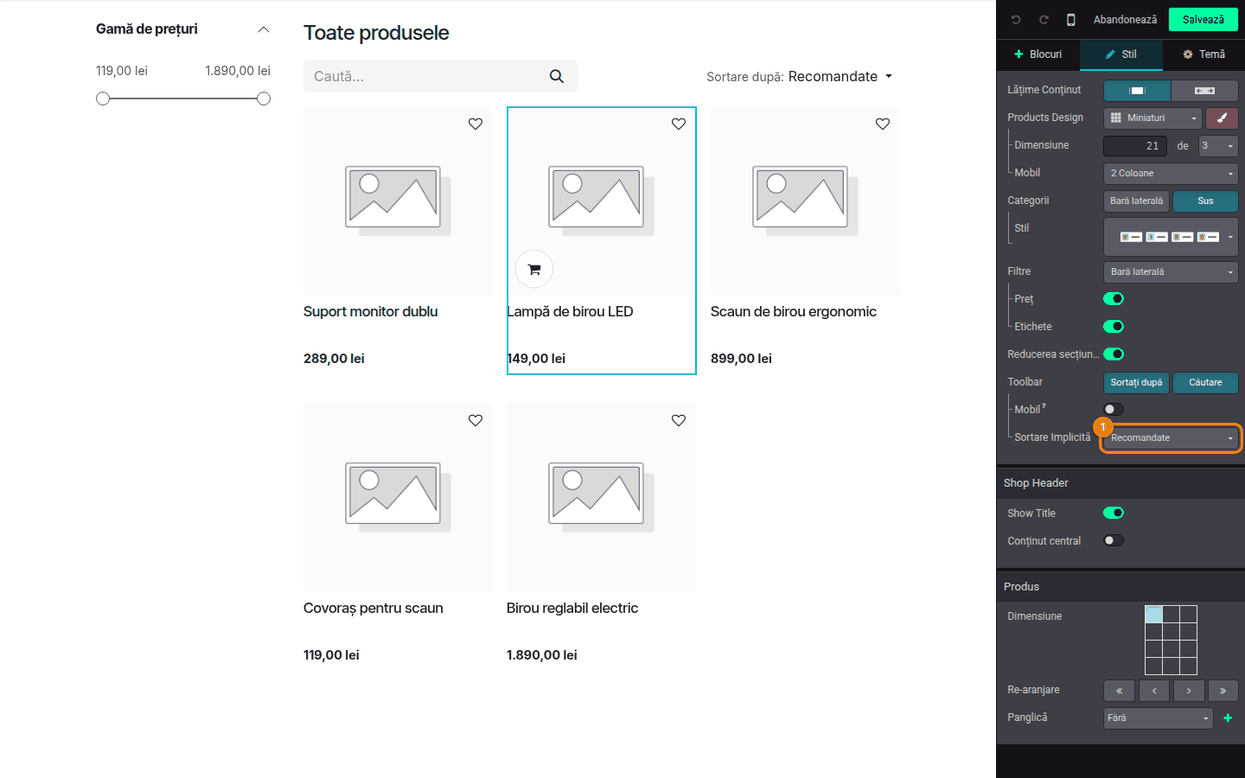 Gamă de prețuri
119,00 lei 1.890,00 lei
Toate produsele
Caută...
Sortare după: Recomandate
Suport monitor dublu
289,00 lei
Lampă de birou LED
149,00 lei
Scaun de birou ergonomic
899,00 lei
Covoraș pentru scaun
119,00 lei
Birou reglabil electric
1.890,00 lei
Abandonează Salvează
Blocuri Stil Temă
Lățime Conținut
Products Design Miniaturi
Dimensiune 21 de 3
Mobil 2 Coloane
Categorii Bară laterală Sus
Stil
Filtre Bară laterală
Preț
Etichete
Reducerea secțiun...
Toolbar Sortați după Căutare
Mobil ?
1
Sortare Implicită Recomandate
Shop Header
Show Title
Conținut central
Produs
Dimensiune
Re-aranjare « ‹ › »
Panglică Fără +